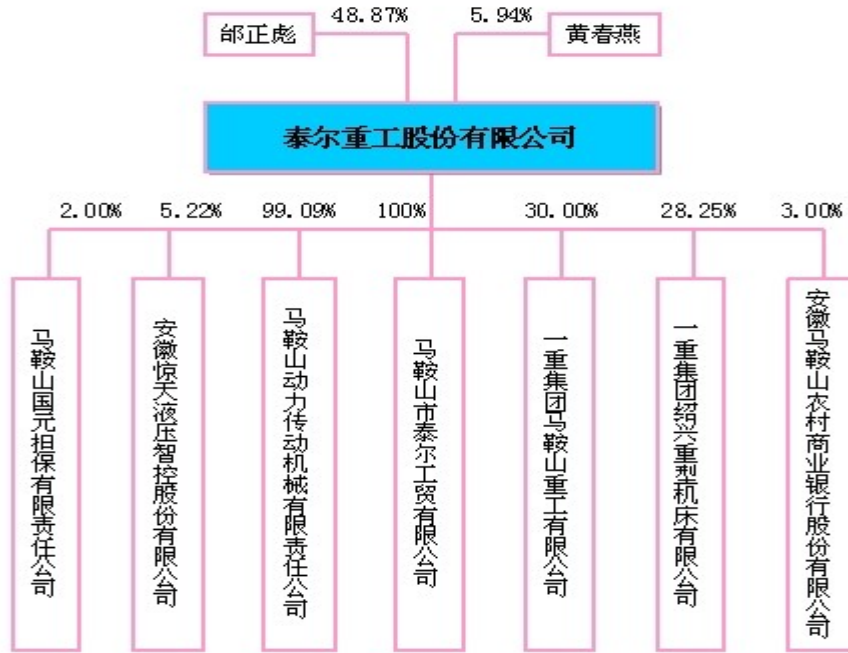 邰正彪
48.87%
5.94%
黄春燕
泰尔重工股份有限公司
2.00%
5.22%
99.09%
100%
30.00%
28.25%
3.00%
马鞍山国元担保有限责任公司
安徽惊天液压智控股份有限公司
马鞍山动力传动机械有限责任公司
马鞍山市泰尔工贸有限公司
一重集团马鞍山重工有限公司
一重集团绍兴重型机床有限公司
安徽马鞍山农村商业银行股份有限公司